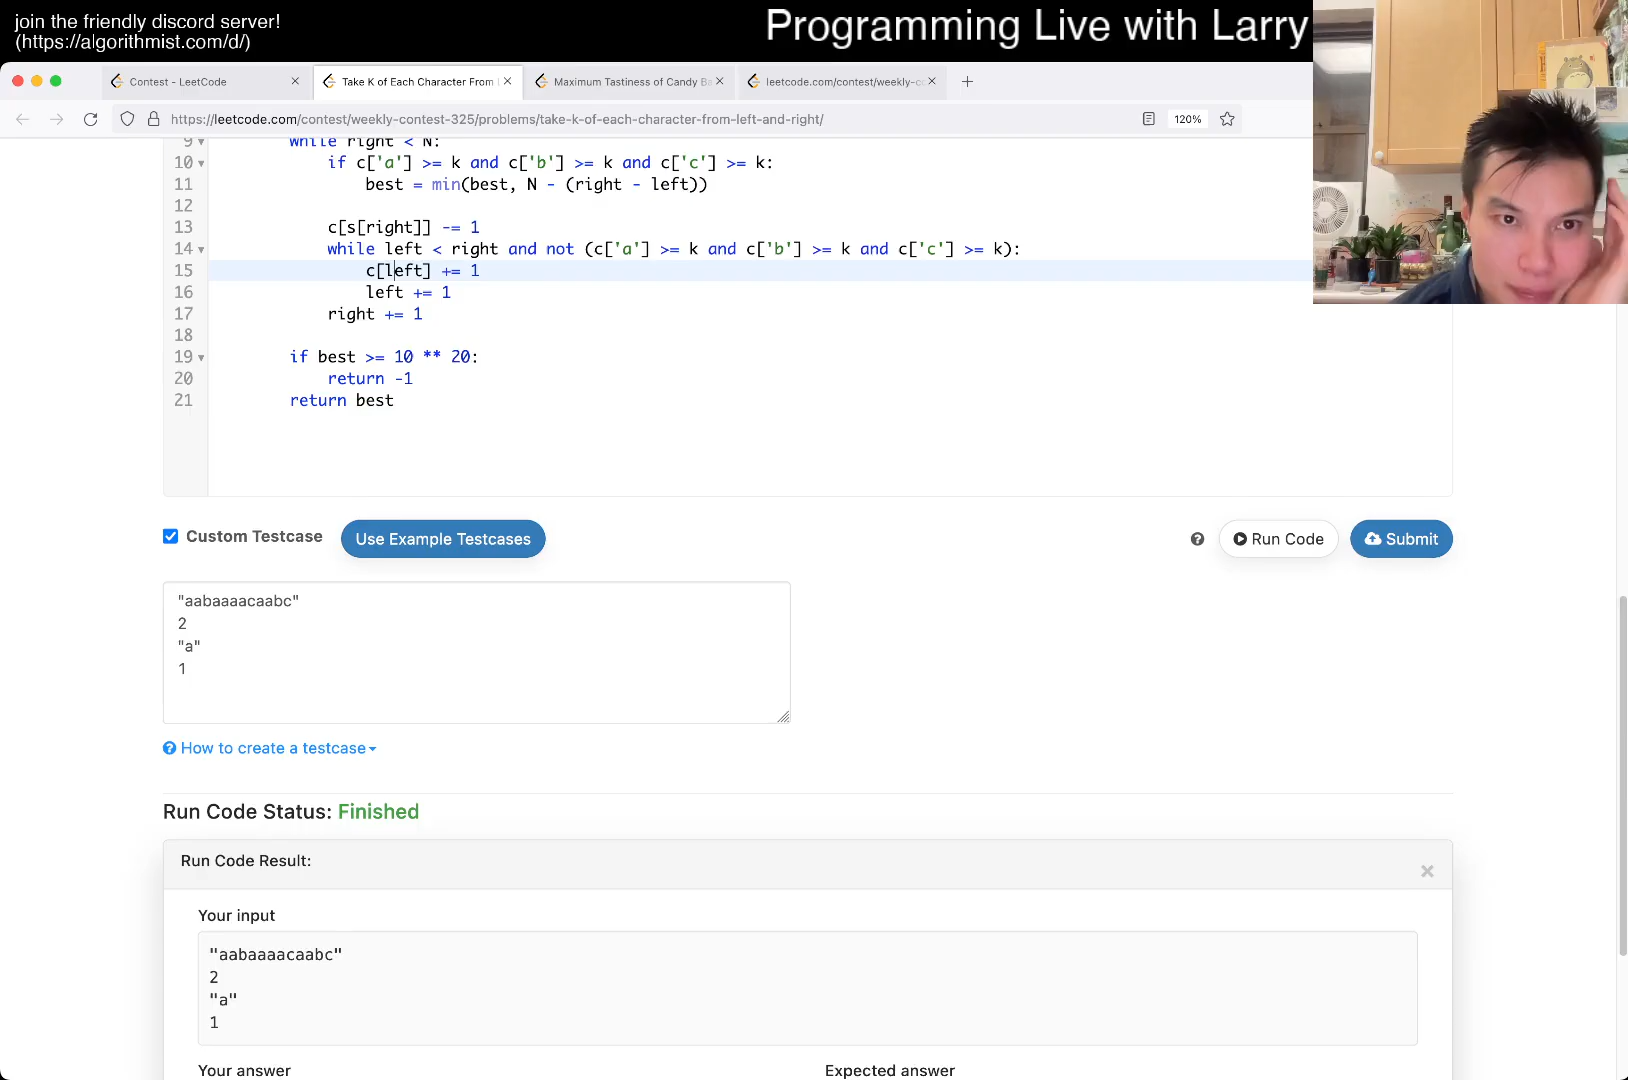 join the friendly discord server!
(https://algorithmist.com/d/)
Programming Live with Larry
Contest - LeetCode
Take K of Each Character From L
Maximum Tastiness of Candy Ba
leetcode.com/contest/weekly-co
https://leetcode.com/contest/weekly-contest-325/problems/take-k-of-each-character-from-left-and-right/
120%
9 while right < N:
10 if c['a'] >= k and c['b'] >= k and c['c'] >= k:
11 best = min(best, N - (right - left))
12
13 c[s[right]] -= 1
14 while left < right and not (c['a'] >= k and c['b'] >= k and c['c'] >= k):
15 c[left] += 1
16 left += 1
17 right += 1
18
19 if best >= 10 ** 20:
20 return -1
21 return best
Custom Testcase
Use Example Testcases
Run Code
Submit
"aabaaaacaabc"
2
"a"
1
How to create a testcase
Run Code Status: Finished
Run Code Result:
Your input
"aabaaaacaabc"
2
"a"
1
Your answer
Expected answer